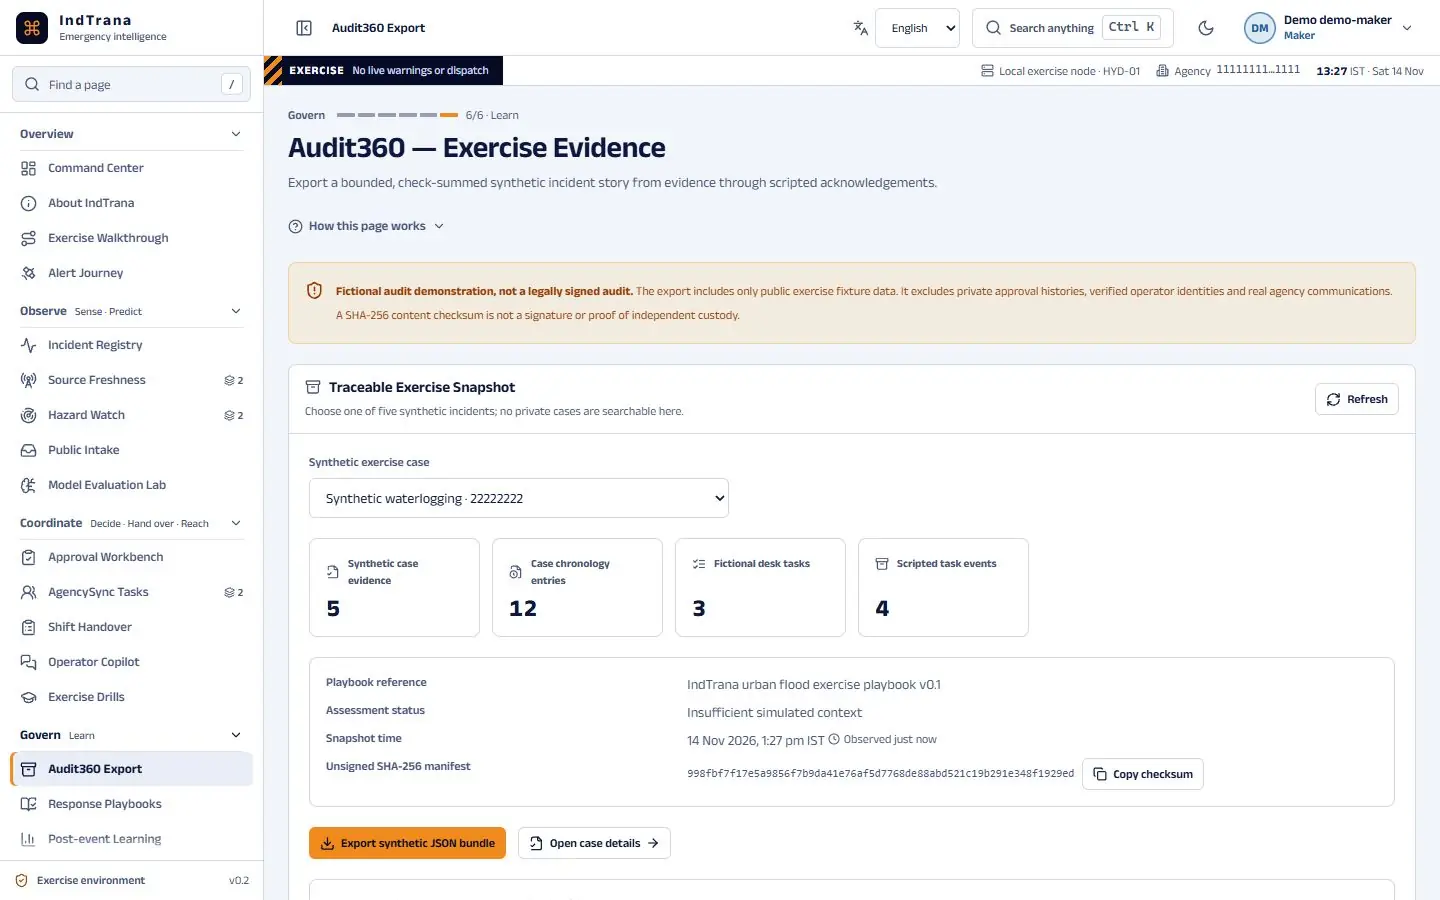 IndTrana
Emergency intelligence
Find a page /
Overview
Command Center
About IndTrana
Exercise Walkthrough
Alert Journey
Observe Sense · Predict
Incident Registry
Source Freshness 2
Hazard Watch 2
Public Intake
Model Evaluation Lab
Coordinate Decide · Hand over · Reach
Approval Workbench
AgencySync Tasks 2
Shift Handover
Operator Copilot
Exercise Drills
Govern Learn
Audit360 Export
Response Playbooks
Post-event Learning
Exercise environment v0.2
Audit360 Export
English
Search anything Ctrl K
DM
Demo demo-maker
Maker
EXERCISE No live warnings or dispatch
Local exercise node · HYD-01
Agency 11111111…1111
13:27 IST · Sat 14 Nov
Govern 6/6 · Learn
Audit360 — Exercise Evidence
Export a bounded, check-summed synthetic incident story from evidence through scripted acknowledgements.
How this page works
Fictional audit demonstration, not a legally signed audit. The export includes only public exercise fixture data. It excludes private approval histories, verified operator identities and real agency communications.
A SHA-256 content checksum is not a signature or proof of independent custody.
Traceable Exercise Snapshot
Choose one of five synthetic incidents; no private cases are searchable here.
Refresh
Synthetic exercise case
Synthetic waterlogging · 22222222
Synthetic case
evidence
5
Case chronology
entries
12
Fictional desk tasks
3
Scripted task events
4
Playbook reference IndTrana urban flood exercise playbook v0.1
Assessment status Insufficient simulated context
Snapshot time 14 Nov 2026, 1:27 pm IST Observed just now
Unsigned SHA-256 manifest 998fbf7f17e5a9856f7b9da41e76af5d7768de88abd521c19b291e348f1929ed Copy checksum
Export synthetic JSON bundle
Open case details